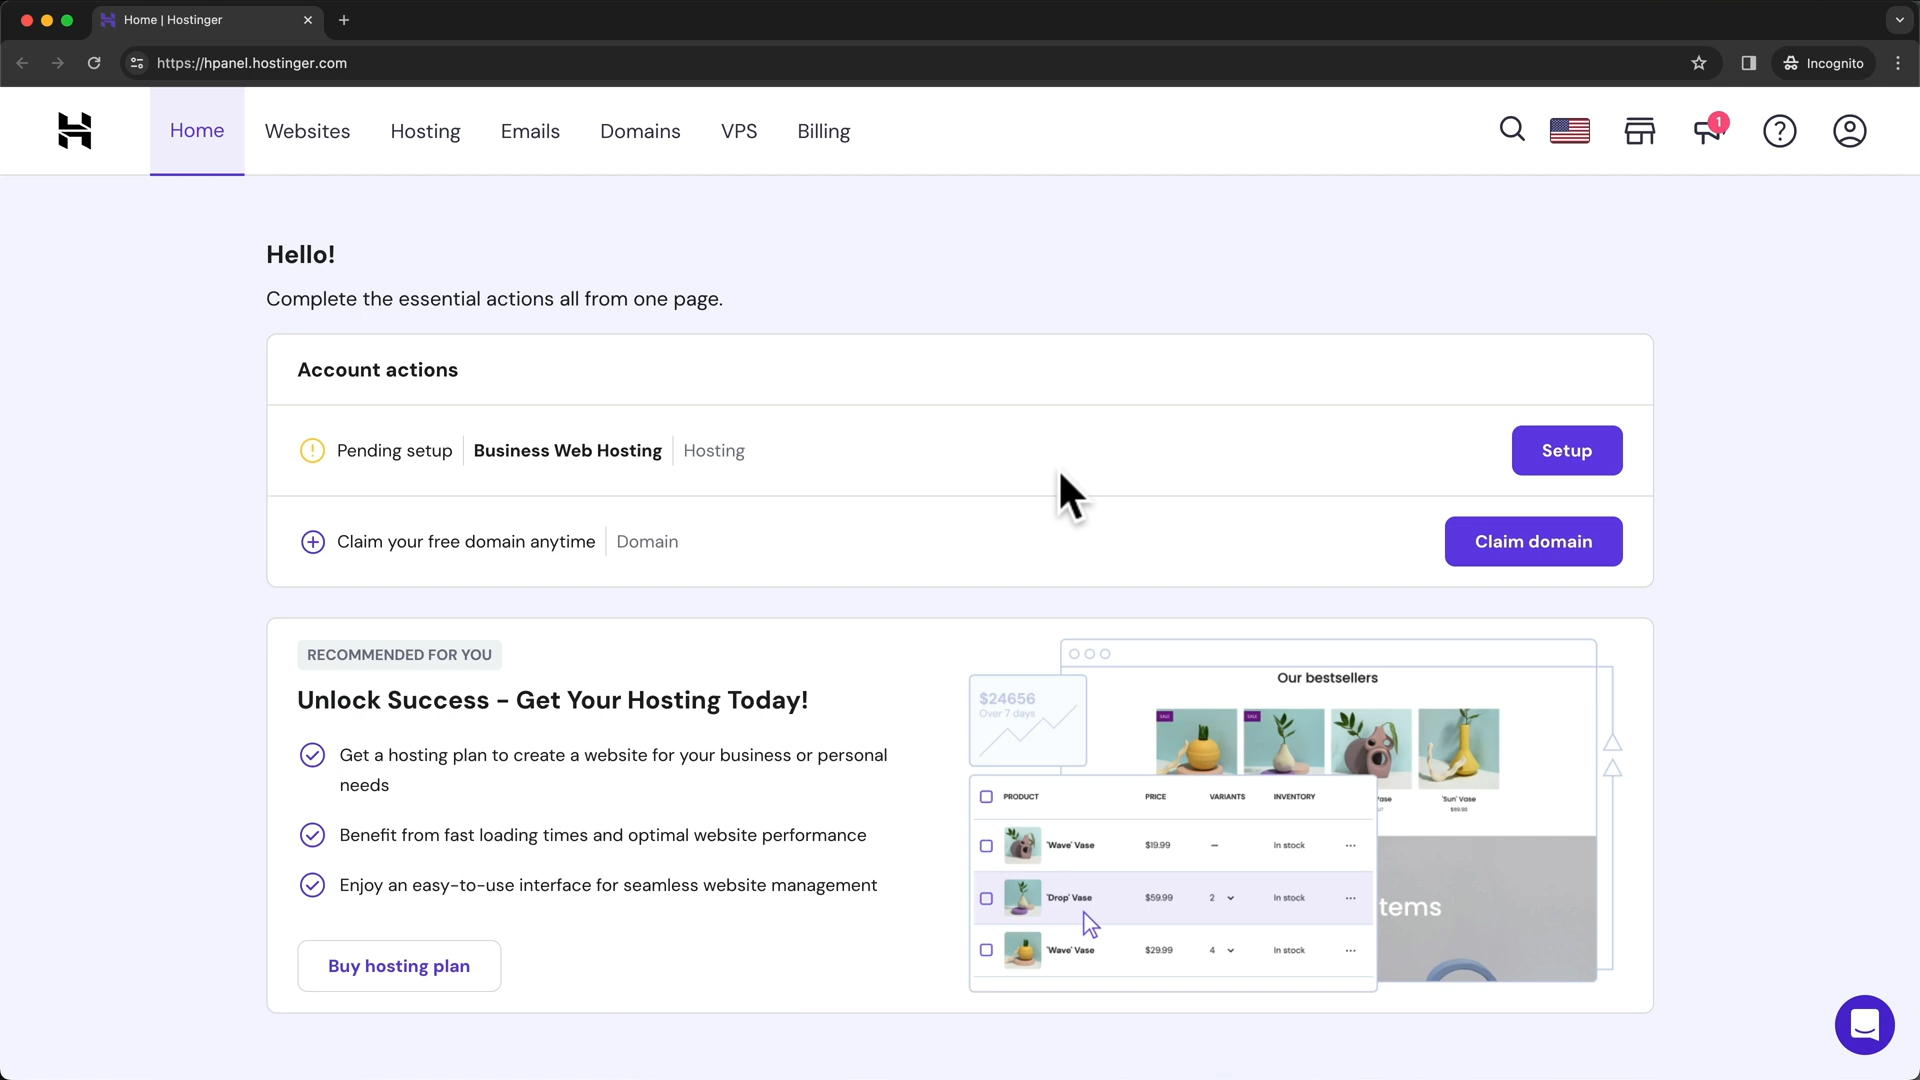 Home | Hostinger
https://hpanel.hostinger.com
Incognito
Home
Websites
Hosting
Emails
Domains
VPS
Billing
1
Hello!
Complete the essential actions all from one page.
Account actions
Pending setup
Business Web Hosting
Hosting
Setup
Claim your free domain anytime
Domain
Claim domain
RECOMMENDED FOR YOU
Unlock Success - Get Your Hosting Today!
Get a hosting plan to create a website for your business or personal
needs
Benefit from fast loading times and optimal website performance
Enjoy an easy-to-use interface for seamless website management
Buy hosting plan
$24656
Over 7 days
Our bestsellers
SALE
SALE
'Sun' Vase
$69.98
PRODUCT
PRICE
VARIANTS
INVENTORY
'Wave' Vase
$19.99
—
In stock
'Drop' Vase
$59.99
2
In stock
'Wave' Vase
$29.99
4
In stock
tems